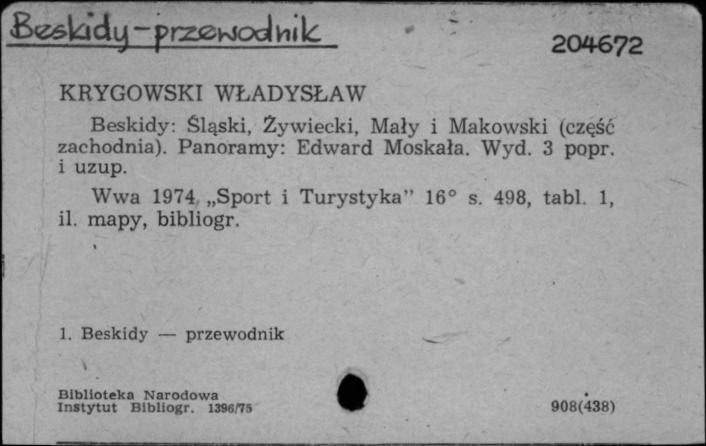 Beskidy-przewodnik
204672
KRYGOWSKI WŁADYSŁAW
Beskidy: Śląski, Żywiecki, Mały i Makowski (część
zachodnia). Panoramy: Edward Moskała. Wyd. 3 popr.
i uzup.
Wwa 1974 „Sport i Turystyka" 16° s. 498, tabl. 1,
il. mapy, bibliogr.
1. Beskidy — przewodnik
Biblioteka Narodowa
Instytut Bibliogr. 1396/75
908(438)